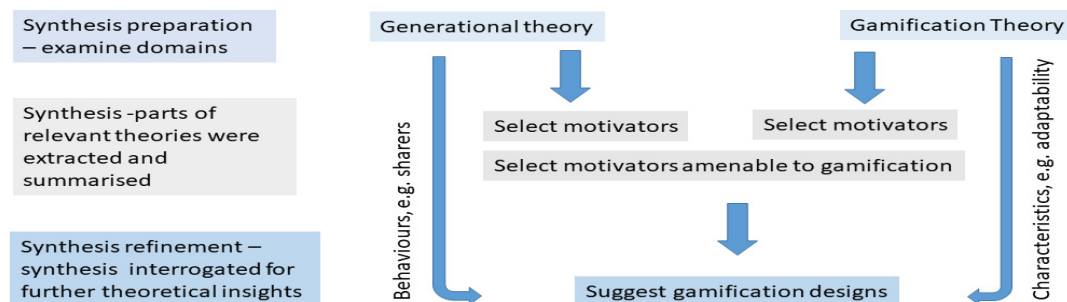 Synthesis preparation
– examine domains
Generational theory
Gamification Theory
Synthesis -parts of
relevant theories were
extracted and
summarised
Select motivators
Select motivators
Select motivators amenable to gamification
Behaviours, e.g. sharers
Characteristics, e.g. adaptability
Synthesis refinement –
synthesis interrogated for
further theoretical insights
Suggest gamification designs